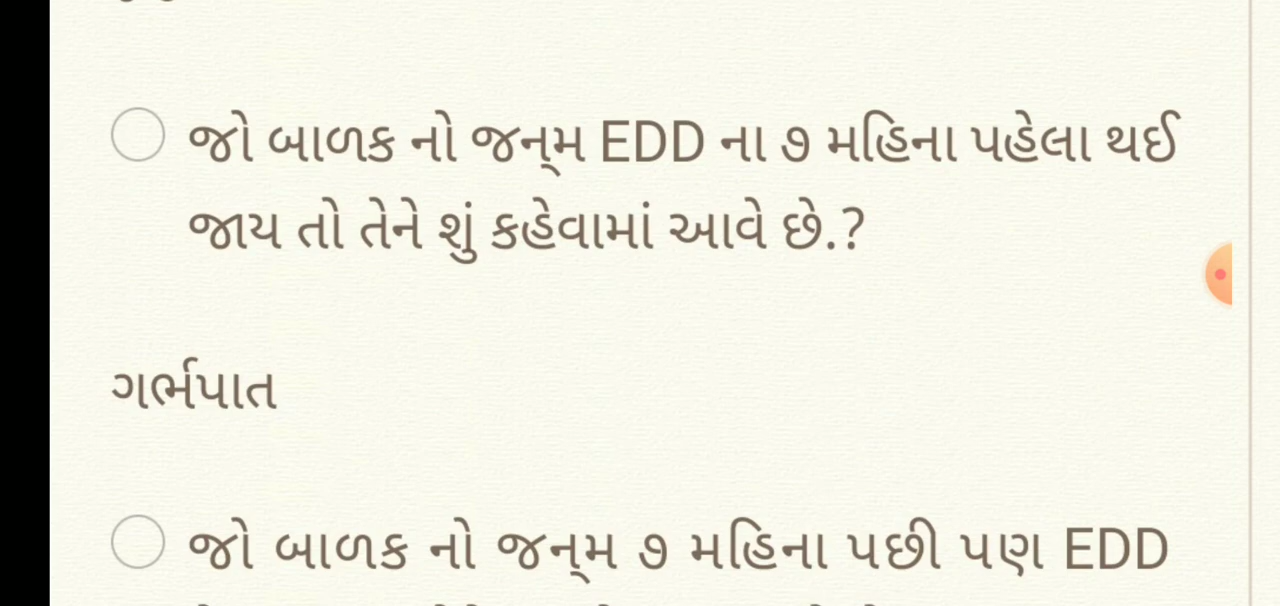 જો બાળક નો જન્મ EDD ના ૭ મહિના પહેલા થઈ
જાય તો તેને શું કહેવામાં આવે છે.?
ગર્ભપાત
જો બાળક નો જન્મ ૭ મહિના પછી પણ EDD